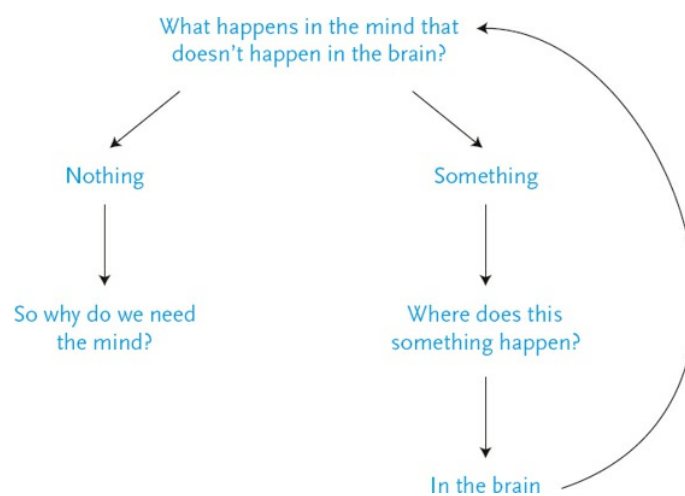 What happens in the mind that
doesn't happen in the brain?
Nothing
Something
So why do we need
the mind?
Where does this
something happen?
In the brain